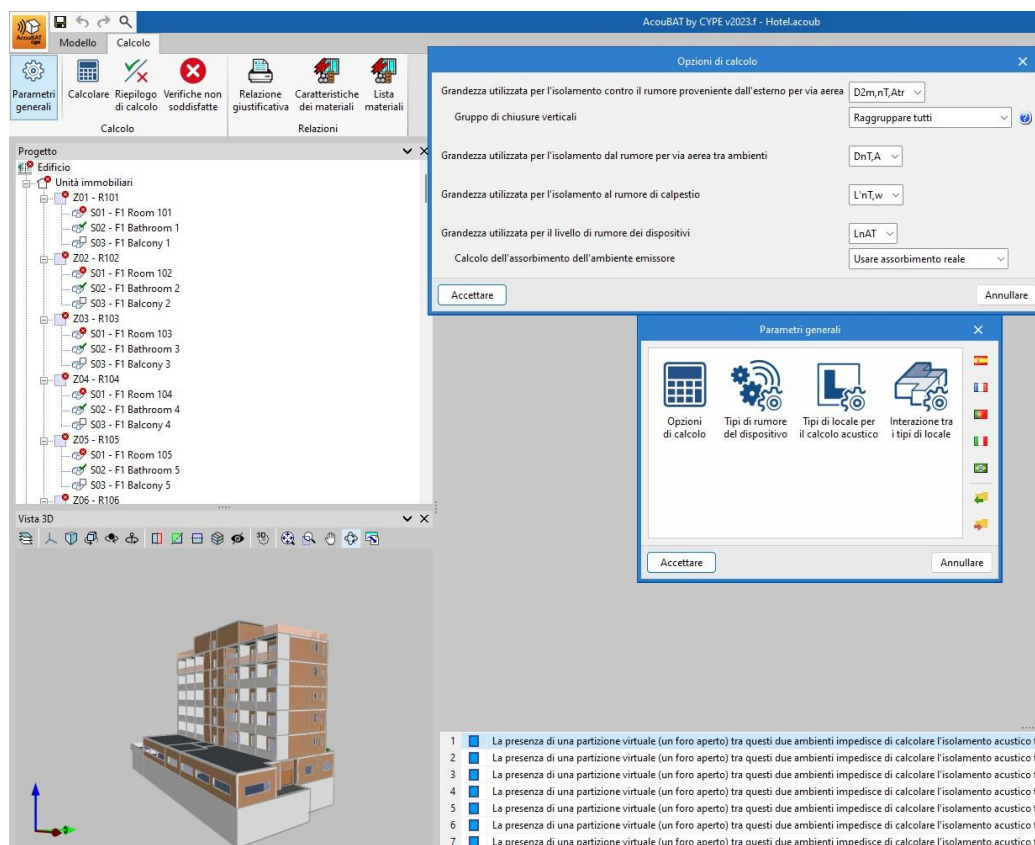 AcouBAT by CYPE v2023.f - Hotel.acoub
AcouBAT
cype
Modello
Calcolo
Parametri
generali
Calcolare
Riepilogo
di calcolo
Verifiche non
soddisfatte
Relazione
giustificativa
Caratteristiche
dei materiali
Lista
materiali
Calcolo
Relazioni
Progetto
Edificio
Unità immobiliari
Z01 - R101
S01 - F1 Room 101
S02 - F1 Bathroom 1
S03 - F1 Balcony 1
Z02 - R102
S01 - F1 Room 102
S02 - F1 Bathroom 2
S03 - F1 Balcony 2
Z03 - R103
S01 - F1 Room 103
S02 - F1 Bathroom 3
S03 - F1 Balcony 3
Z04 - R104
S01 - F1 Room 104
S02 - F1 Bathroom 4
S03 - F1 Balcony 4
Z05 - R105
S01 - F1 Room 105
S02 - F1 Bathroom 5
S03 - F1 Balcony 5
Z06 - R106
Vista 3D
3D
Opzioni di calcolo
Grandezza utilizzata per l'isolamento contro il rumore proveniente dall'esterno per via aerea D2m,nT,Atr
Gruppo di chiusure verticali Raggruppare tutti
Grandezza utilizzata per l'isolamento dal rumore per via aerea tra ambienti DnT,A
Grandezza utilizzata per l'isolamento al rumore di calpestio L'nT,w
Grandezza utilizzata per il livello di rumore dei dispositivi LnAT
Calcolo dell'assorbimento dell'ambiente emissore Usare assorbimento reale
Accettare Annullare
Parametri generali
Opzioni
di calcolo
Tipi di rumore
del dispositivo
Tipi di locale per
il calcolo acustico
Interazione tra
i tipi di locale
Accettare Annullare
1 La presenza di una partizione virtuale (un foro aperto) tra questi due ambienti impedisce di calcolare l'isolamento acustico
2 La presenza di una partizione virtuale (un foro aperto) tra questi due ambienti impedisce di calcolare l'isolamento acustico
3 La presenza di una partizione virtuale (un foro aperto) tra questi due ambienti impedisce di calcolare l'isolamento acustico
4 La presenza di una partizione virtuale (un foro aperto) tra questi due ambienti impedisce di calcolare l'isolamento acustico
5 La presenza di una partizione virtuale (un foro aperto) tra questi due ambienti impedisce di calcolare l'isolamento acustico
6 La presenza di una partizione virtuale (un foro aperto) tra questi due ambienti impedisce di calcolare l'isolamento acustico
7 La presenza di una partizione virtuale (un foro aperto) tra questi due ambienti impedisce di calcolare l'isolamento acustico